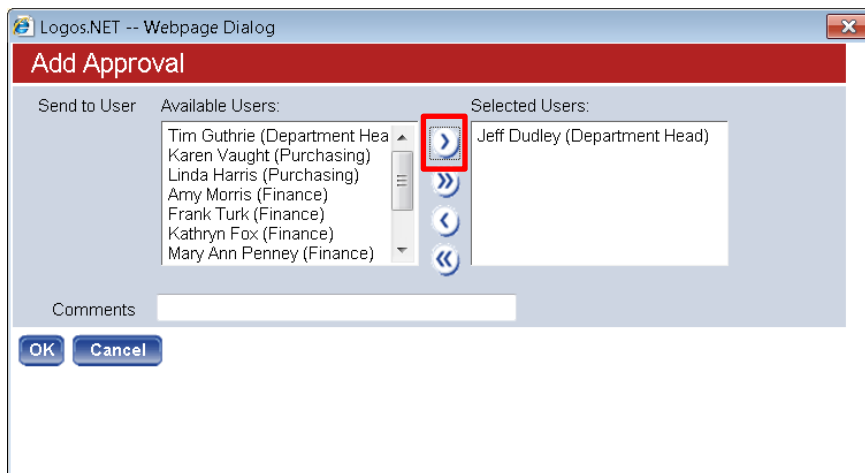 Logos.NET -- Webpage Dialog
Add Approval
Send to User Available Users: Selected Users:
Tim Guthrie (Department Hea
Karen Vaught (Purchasing)
Linda Harris (Purchasing)
Amy Morris (Finance)
Frank Turk (Finance)
Kathryn Fox (Finance)
Mary Ann Penney (Finance)
Jeff Dudley (Department Head)
Comments
OK Cancel